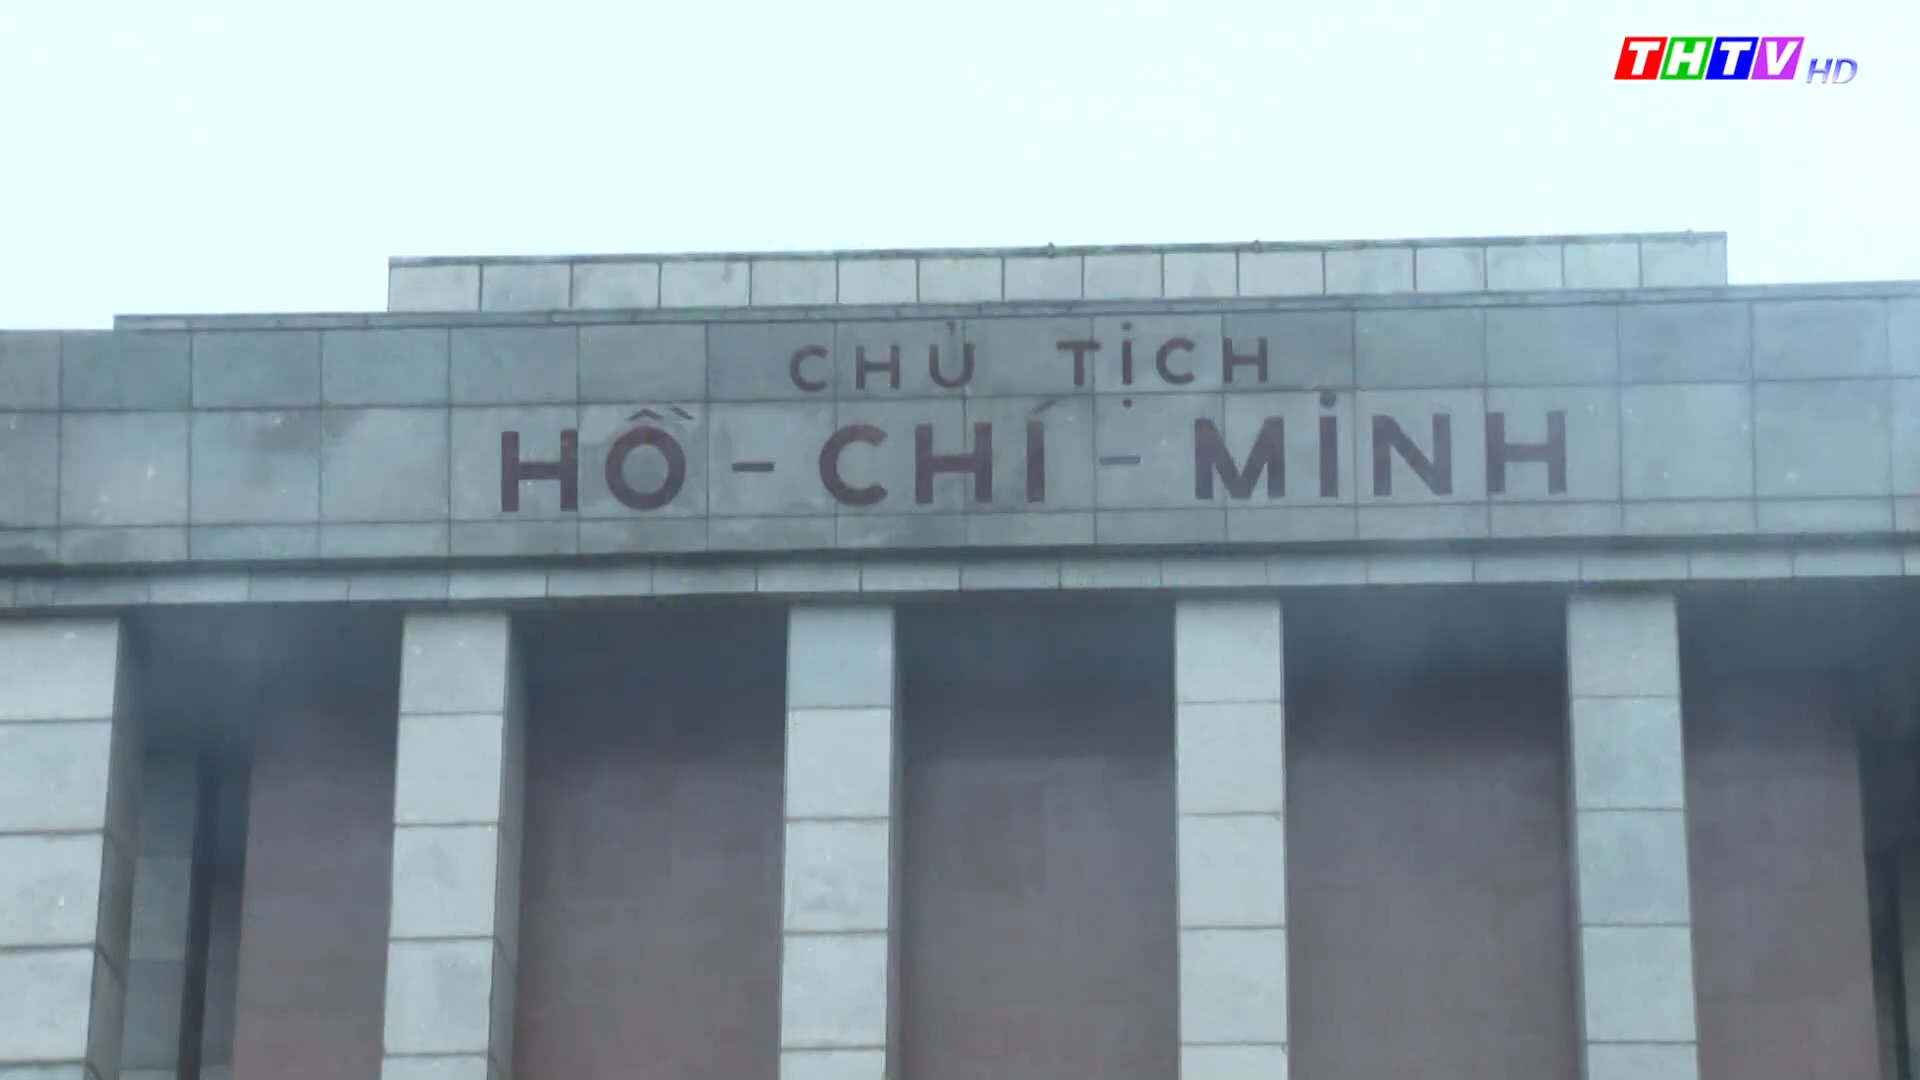 THTV HD
CHỦ TỊCH
HỒ - CHÍ - MINH